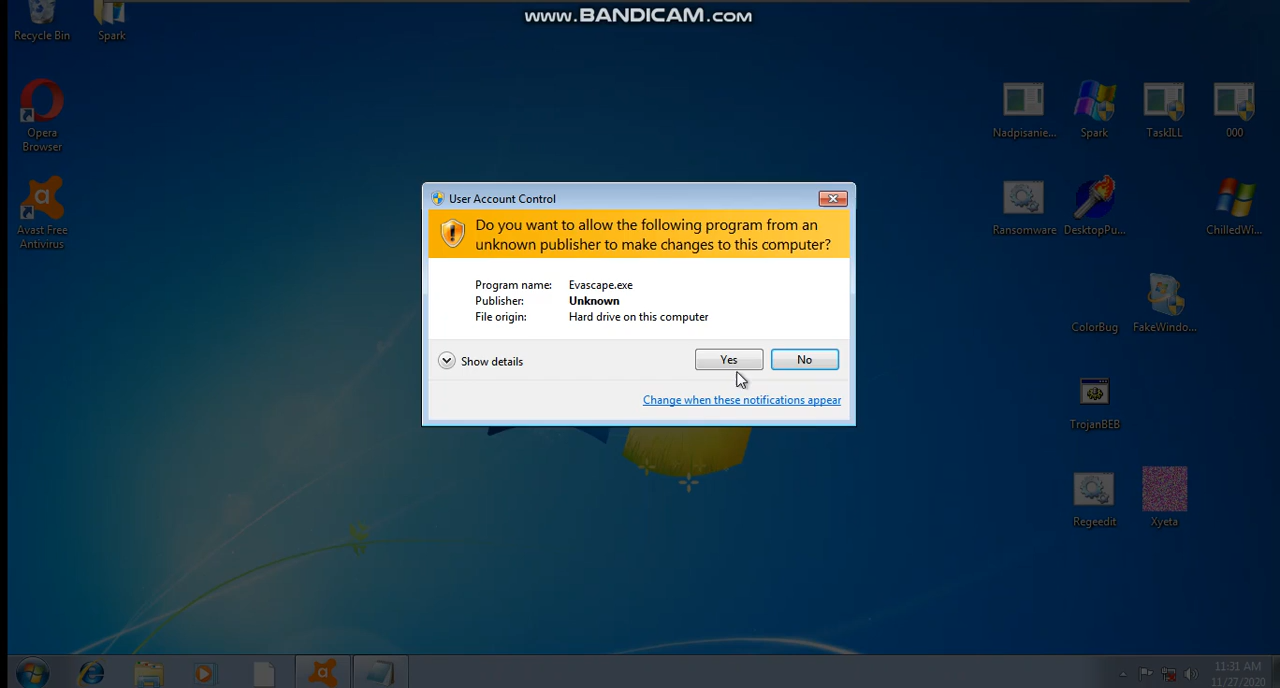 www.BANDICAM.com
Recycle Bin
Spark
Opera
Browser
Avast Free
Antivirus
User Account Control
Do you want to allow the following program from an
unknown publisher to make changes to this computer?
Program name: Evascape.exe
Publisher: Unknown
File origin: Hard drive on this computer
Show details
Yes
No
Change when these notifications appear
Nadpisanie...
Spark
TaskILL
000
Ransomware
DesktopPu...
ChilledWi...
ColorBug
FakeWindo...
TrojanBEB
Regeedit
Xyeta
11:31 AM
11/27/2020